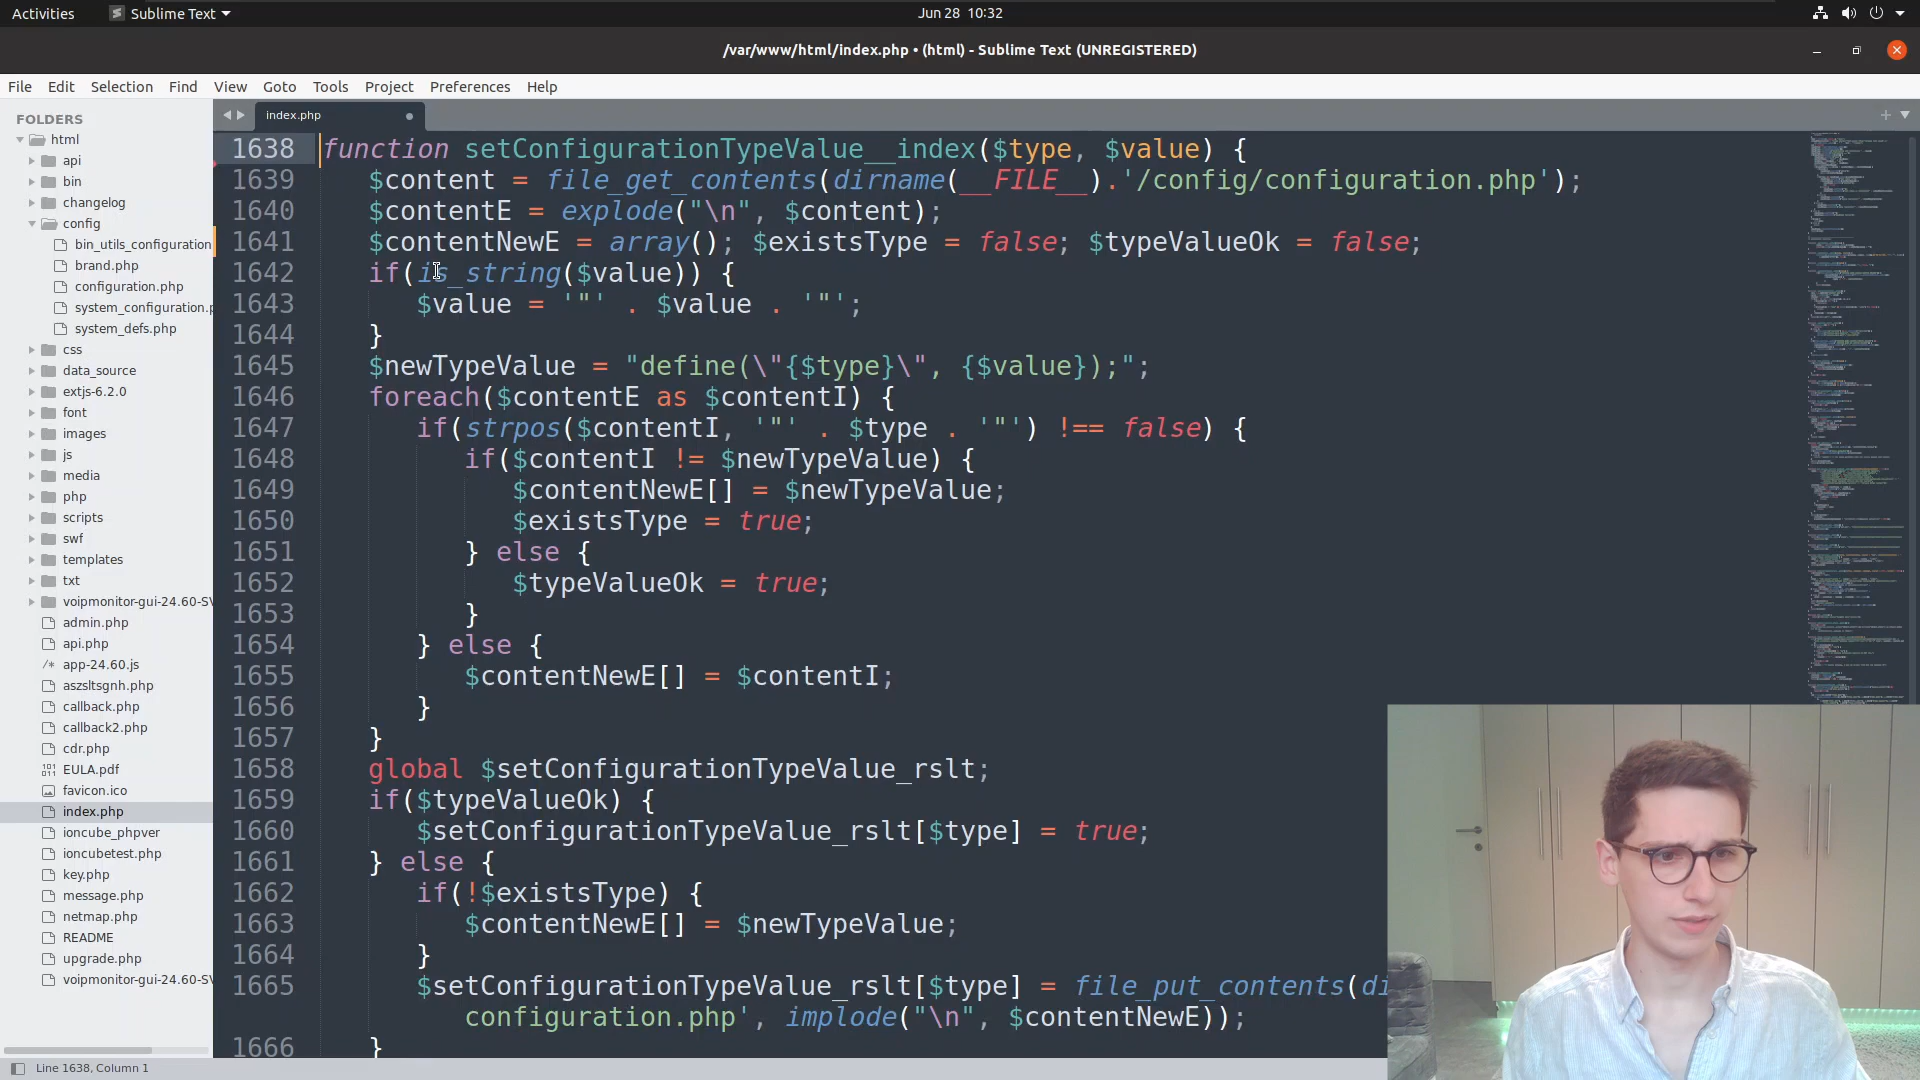 Activities
Sublime Text
Jun 28 10:32
/var/www/html/index.php • (html) - Sublime Text (UNREGISTERED)
File Edit Selection Find View Goto Tools Project Preferences Help
FOLDERS
html
api
bin
changelog
config
bin_utils_configuration
brand.php
configuration.php
system_configuration.p
system_defs.php
css
data_source
extjs-6.2.0
font
images
js
media
php
scripts
swf
templates
txt
voipmonitor-gui-24.60-SV
admin.php
api.php
/* app-24.60.js
aszsltsgnh.php
callback.php
callback2.php
cdr.php
EULA.pdf
favicon.ico
index.php
ioncube_phpver
ioncubetest.php
key.php
message.php
netmap.php
README
upgrade.php
voipmonitor-gui-24.60-SV
index.php
1638 function setConfigurationTypeValue__index($type, $value) {
1639 $content = file_get_contents(dirname(__FILE__).'/config/configuration.php');
1640 $contentE = explode("\n", $content);
1641 $contentNewE = array(); $existsType = false; $typeValueOk = false;
1642 if(is_string($value)) {
1643 $value = '"' . $value . '"';
1644 }
1645 $newTypeValue = "define(\"{$type}\", {$value});";
1646 foreach($contentE as $contentI) {
1647 if(strpos($contentI, '"' . $type . '"') !== false) {
1648 if($contentI != $newTypeValue) {
1649 $contentNewE[] = $newTypeValue;
1650 $existsType = true;
1651 } else {
1652 $typeValueOk = true;
1653 }
1654 } else {
1655 $contentNewE[] = $contentI;
1656 }
1657 }
1658 global $setConfigurationTypeValue_rslt;
1659 if($typeValueOk) {
1660 $setConfigurationTypeValue_rslt[$type] = true;
1661 } else {
1662 if(!$existsType) {
1663 $contentNewE[] = $newTypeValue;
1664 }
1665 $setConfigurationTypeValue_rslt[$type] = file_put_contents(di
configuration.php', implode("\n", $contentNewE));
1666 }
Line 1638, Column 1